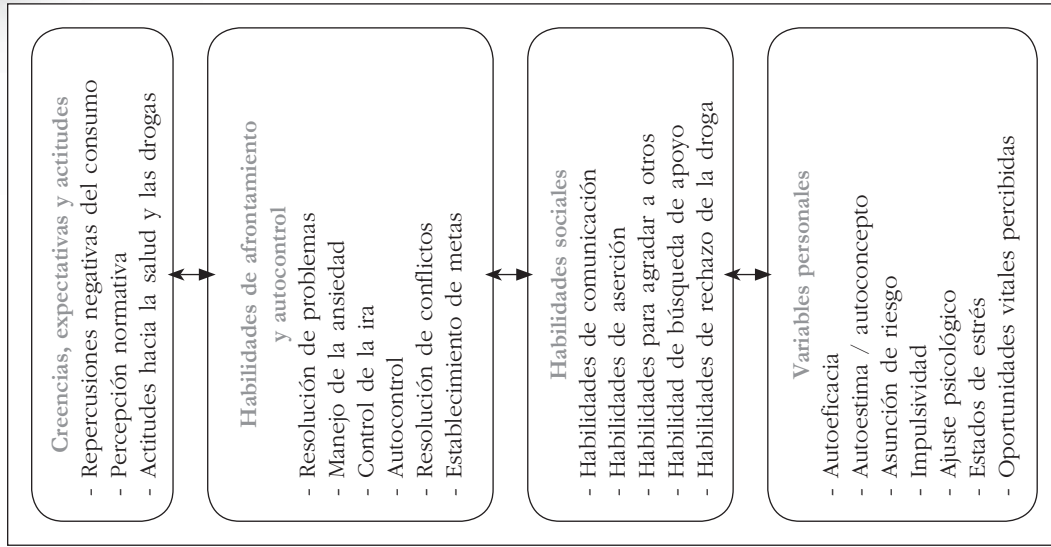 Creencias, expectativas y actitudes
- Repercusiones negativas del consumo
- Percepción normativa
- Actitudes hacia la salud y las drogas
Habilidades de afrontamiento
y autocontrol
- Resolución de problemas
- Manejo de la ansiedad
- Control de la ira
- Autocontrol
- Resolución de conflictos
- Establecimiento de metas
Habilidades sociales
- Habilidades de comunicación
- Habilidades de aserción
- Habilidades para agradar a otros
- Habilidad de búsqueda de apoyo
- Habilidades de rechazo de la droga
Variables personales
- Autoeficacia
- Autoestima / autoconcepto
- Asunción de riesgo
- Impulsividad
- Ajuste psicológico
- Estados de estrés
- Oportunidades vitales percibidas